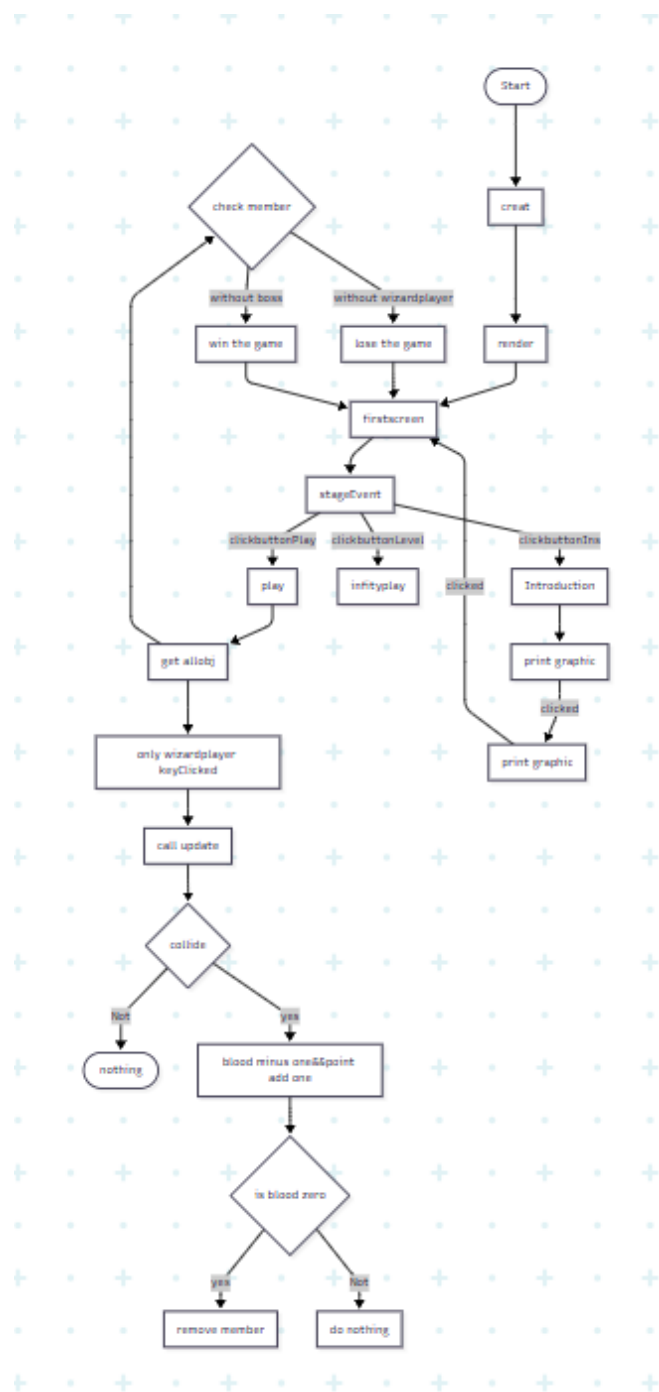 Start
check member
creat
without boss
without wizardplayer
win the game
lose the game
render
firstscreen
stageEvent
clickbuttonPlay
clickbuttonLevel
clickbuttonIns
play
infityplay
clicked
Introduction
get allobj
print graphic
clicked
only wizardplayer
keyClicked
print graphic
call update
collide
Not
yes
nothing
blood minus one&&point
add one
is blood zero
yes
Not
remove member
do nothing